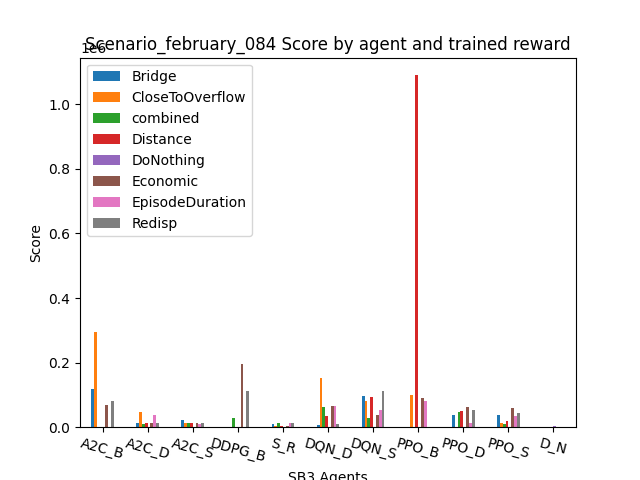 Scenario_february_084 Score by agent and trained reward
1e6
Bridge
CloseToOverflow
combined
Distance
DoNothing
Economic
EpisodeDuration
Redisp
1.0
0.8
0.6
0.4
0.2
0.0
Score
A2C_B A2C_D A2C_S DDPG_B S_R DQN_D DQN_S PPO_B PPO_D PPO_S D_N
SB3 Agents